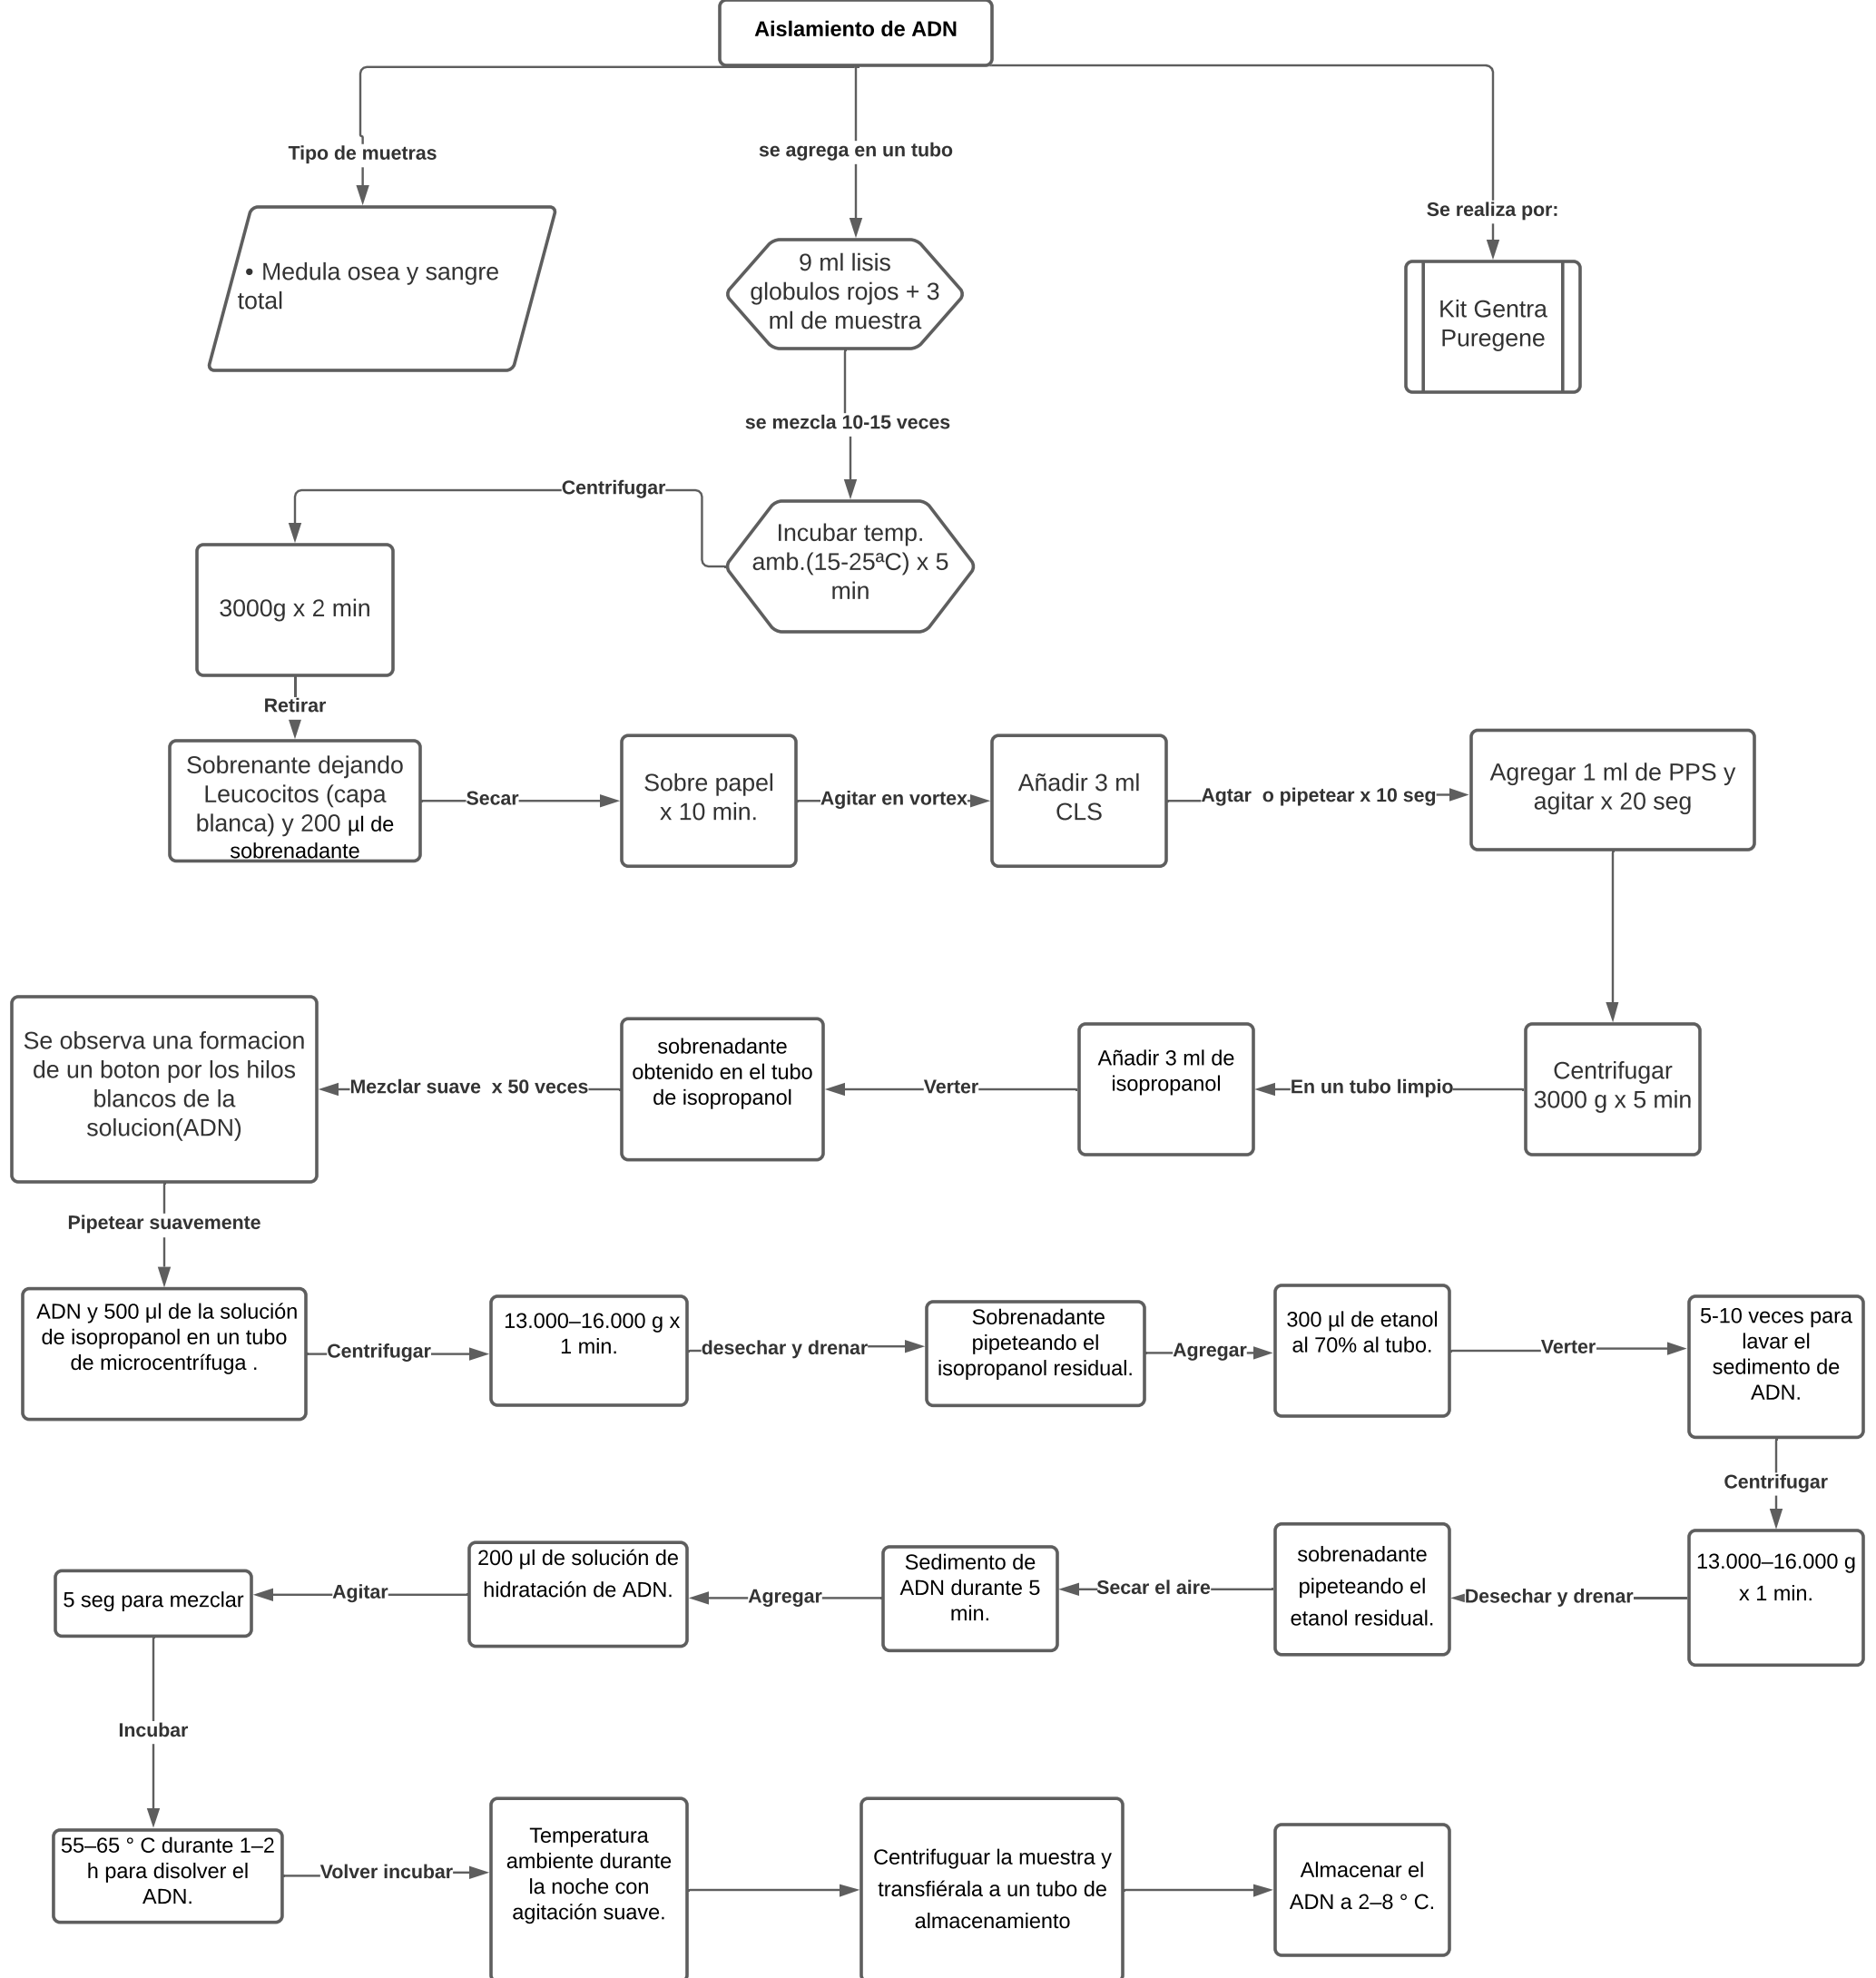 Aislamiento de ADN
Tipo de muetras
se agrega en un tubo
Se realiza por:
• Medula osea y sangre
total
9 ml lisis
globulos rojos + 3
ml de muestra
Kit Gentra
Puregene
se mezcla 10-15 veces
Centrifugar
Incubar temp.
amb.(15-25ªC) x 5
min
3000g x 2 min
Retirar
Sobrenante dejando
Leucocitos (capa
blanca) y 200 µl de
sobrenadante
Secar
Sobre papel
x 10 min.
Agitar en vortex
Añadir 3 ml
CLS
Agtar o pipetear x 10 seg
Agregar 1 ml de PPS y
agitar x 20 seg
Centrifugar
3000 g x 5 min
En un tubo limpio
Añadir 3 ml de
isopropanol
Verter
sobrenadante
obtenido en el tubo
de isopropanol
Mezclar suave x 50 veces
Se observa una formacion
de un boton por los hilos
blancos de la
solucion(ADN)
Pipetear suavemente
ADN y 500 µl de la solución
de isopropanol en un tubo
de microcentrífuga .
Centrifugar
13.000–16.000 g x
1 min.
desechar y drenar
Sobrenadante
pipeteando el
isopropanol residual.
Agregar
300 µl de etanol
al 70% al tubo.
Verter
5-10 veces para
lavar el
sedimento de
ADN.
Centrifugar
13.000–16.000 g
x 1 min.
Desechar y drenar
sobrenadante
pipeteando el
etanol residual.
Secar el aire
Sedimento de
ADN durante 5
min.
Agregar
200 µl de solución de
hidratación de ADN.
Agitar
5 seg para mezclar
Incubar
55–65 ° C durante 1–2
h para disolver el
ADN.
Volver incubar
Temperatura
ambiente durante
la noche con
agitación suave.
Centrifuguar la muestra y
transfiérala a un tubo de
almacenamiento
Almacenar el
ADN a 2–8 ° C.